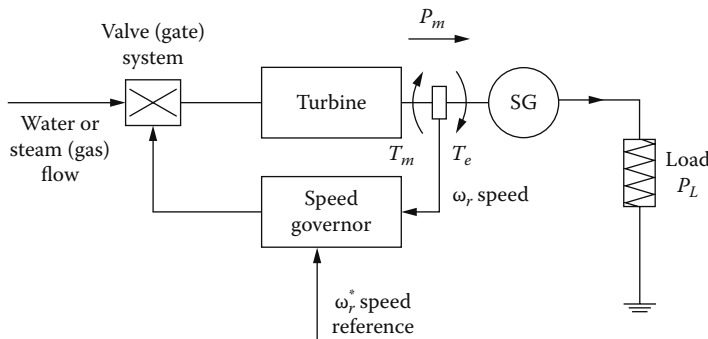 Valve (gate)
system
P_m
Turbine
SG
Water or
steam (gas)
flow
T_m
T_e
Load
P_L
Speed
governor
ω_r speed
ω_r^* speed
reference